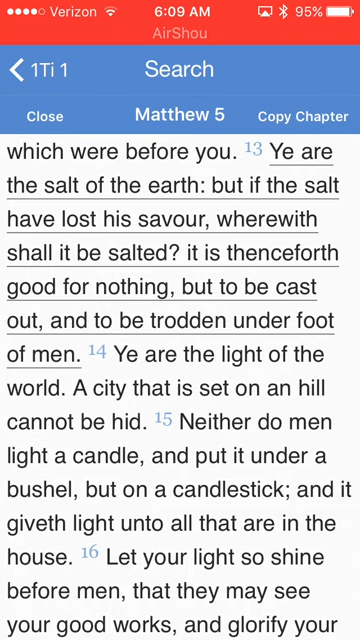 Verizon 6:09 AM 95%
AirShou
1Ti 1 Search
Close Matthew 5 Copy Chapter
which were before you. 13 Ye are
the salt of the earth: but if the salt
have lost his savour, wherewith
shall it be salted? it is thenceforth
good for nothing, but to be cast
out, and to be trodden under foot
of men. 14 Ye are the light of the
world. A city that is set on an hill
cannot be hid. 15 Neither do men
light a candle, and put it under a
bushel, but on a candlestick; and it
giveth light unto all that are in the
house. 16 Let your light so shine
before men, that they may see
your good works, and glorify your